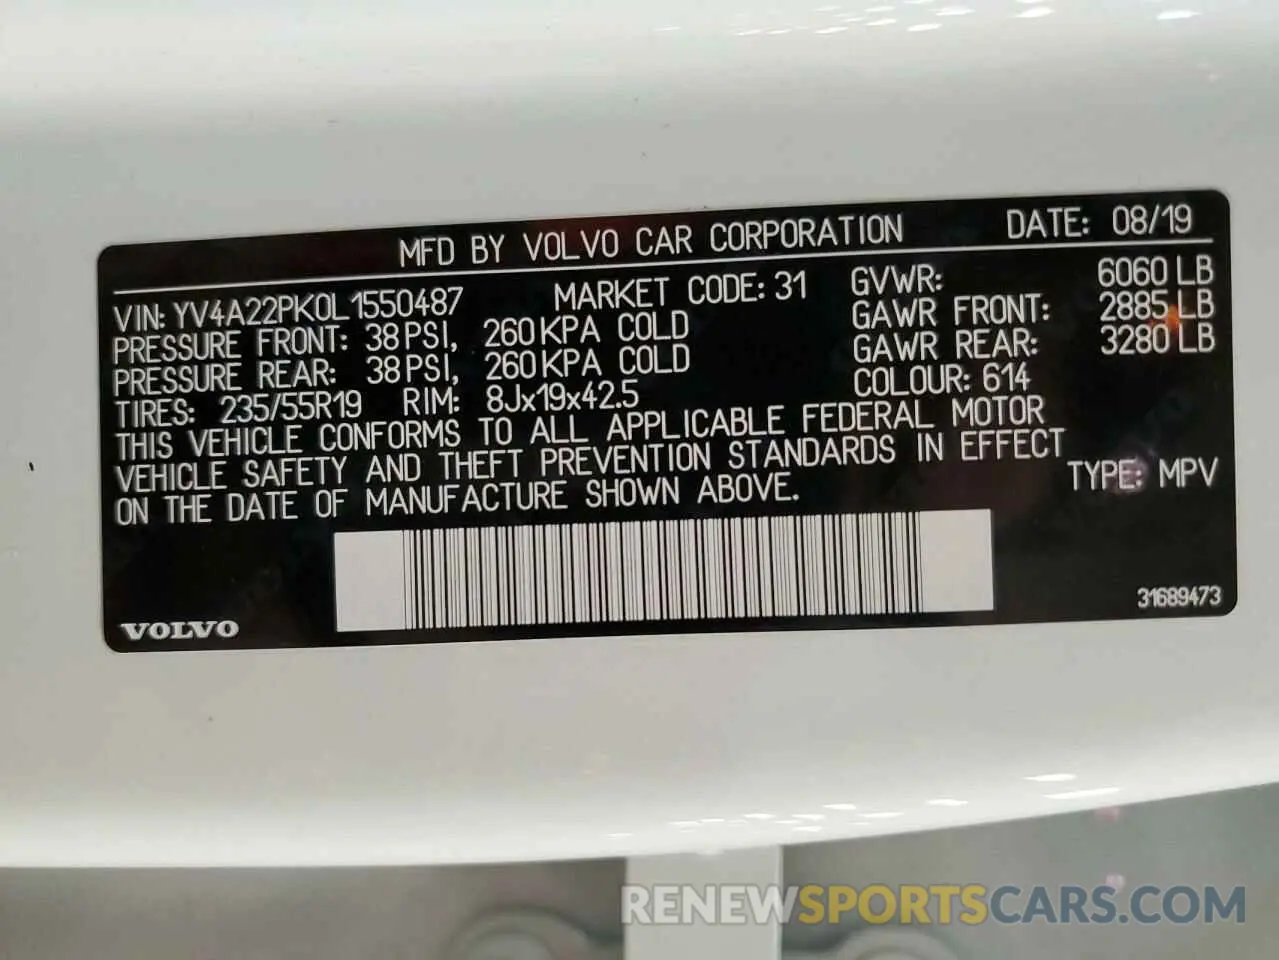 MFD BY VOLVO CAR CORPORATION DATE: 08/19
VIN: YV4A22PK0L1550487 MARKET CODE: 31 GVWR: 6060 LB
PRESSURE FRONT: 38 PSI, 260 KPA COLD GAWR FRONT: 2885 LB
PRESSURE REAR: 38 PSI, 260 KPA COLD GAWR REAR: 3280 LB
TIRES: 235/55R19 RIM: 8Jx19x42.5 COLOUR: 614
THIS VEHICLE CONFORMS TO ALL APPLICABLE FEDERAL MOTOR
VEHICLE SAFETY AND THEFT PREVENTION STANDARDS IN EFFECT
ON THE DATE OF MANUFACTURE SHOWN ABOVE. TYPE: MPV
31689473
VOLVO
RENEWSPORTSCARS.COM